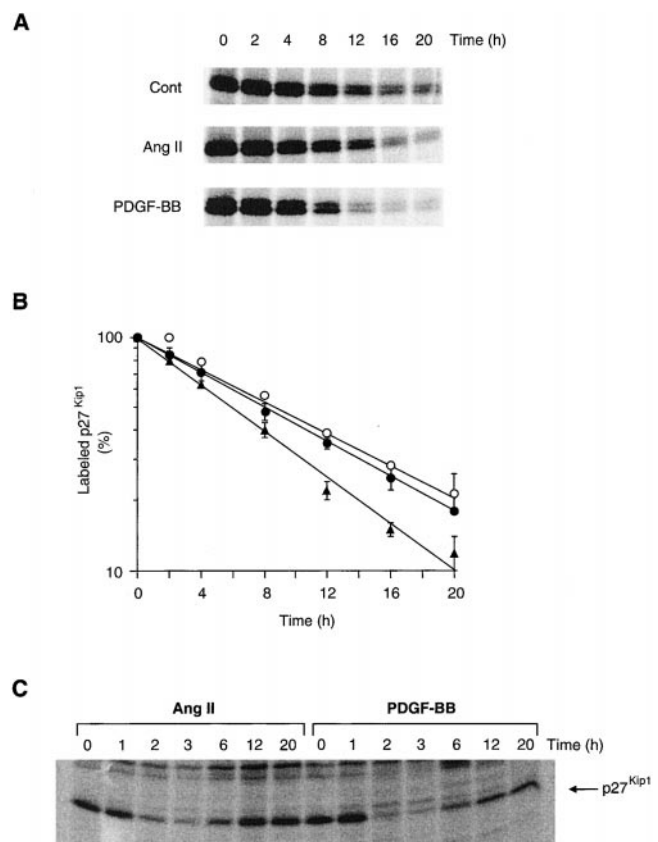 A
0 2 4 8 12 16 20 Time (h)
Cont
Ang II
PDGF-BB
B
100
10
Labeled p27Kip1
(%)
0 4 8 12 16 20
Time (h)
C
Ang II PDGF-BB
0 1 2 3 6 12 20 0 1 2 3 6 12 20 Time (h)
p27Kip1